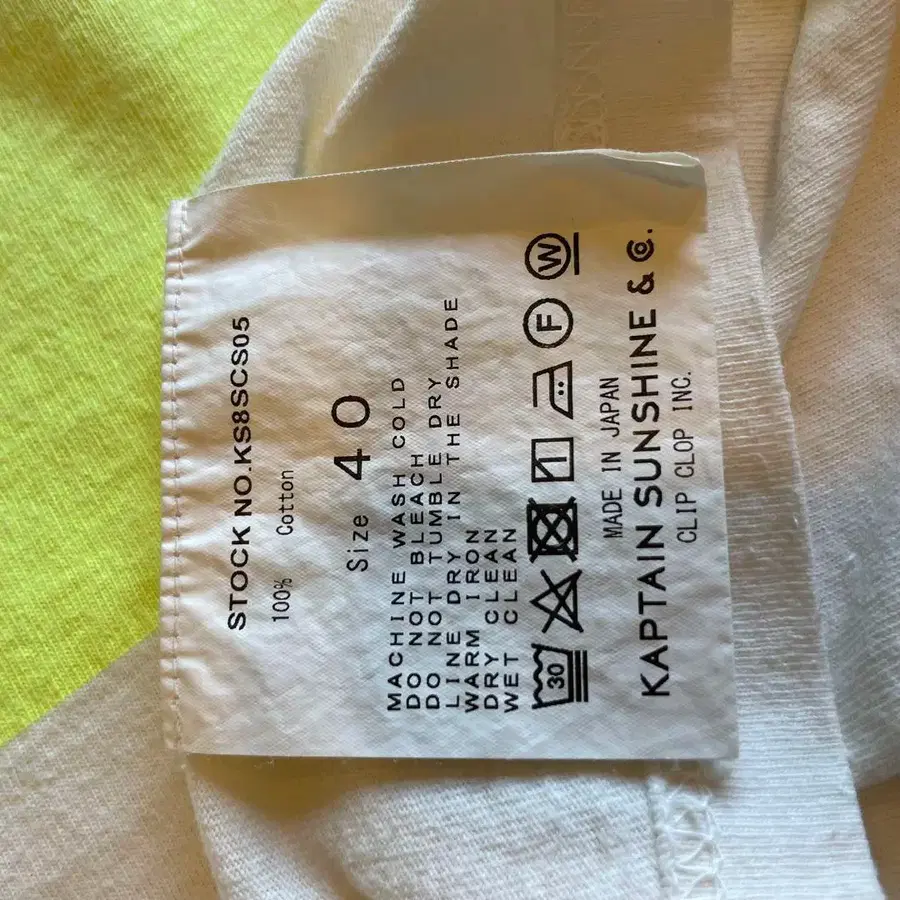 STOCK NO.KS8SCS05
100% Cotton
Size 40
MACHINE WASH COLD
DO NOT BLEACH
DO NOT TUMBLE DRY
LINE DRY IN THE SHADE
WARM IRON
DRY CLEAN
WET CLEAN
30 F W
MADE IN JAPAN
KAPTAIN SUNSHINE & Co.
CLIP CLOP INC.